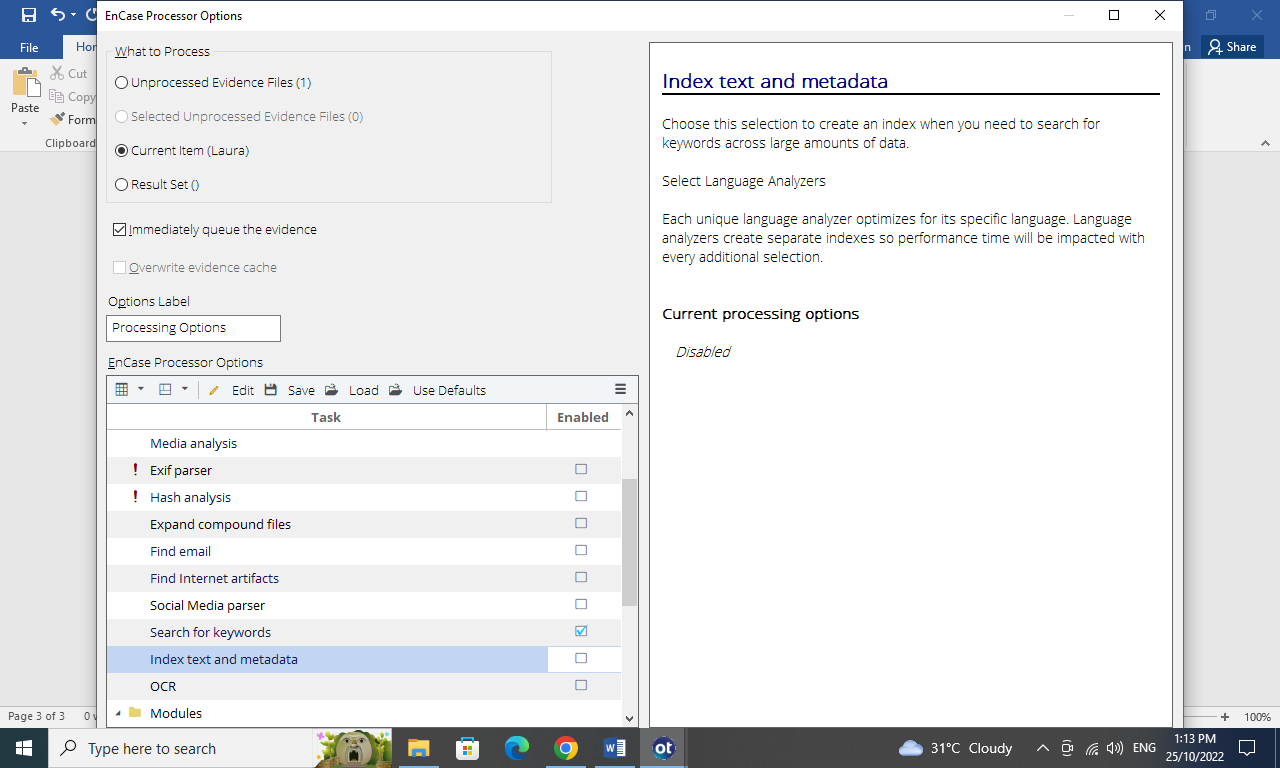 EnCase Processor Options
File
Hor
n
Share
Paste
Cut
Copy
Form
Clipboard
What to Process
Unprocessed Evidence Files (1)
Selected Unprocessed Evidence Files (0)
Current Item (Laura)
Result Set ()
Immediately queue the evidence
Overwrite evidence cache
Options Label
Processing Options
EnCase Processor Options
Edit Save Load Use Defaults
Task Enabled
Media analysis
! Exif parser
! Hash analysis
Expand compound files
Find email
Find Internet artifacts
Social Media parser
Search for keywords
Index text and metadata
OCR
Modules
Index text and metadata
Choose this selection to create an index when you need to search for
keywords across large amounts of data.
Select Language Analyzers
Each unique language analyzer optimizes for its specific language. Language
analyzers create separate indexes so performance time will be impacted with
every additional selection.
Current processing options
Disabled
Page 3 of 3 0 w
100%
Type here to search
ot
31°C Cloudy
ENG
1:13 PM
25/10/2022